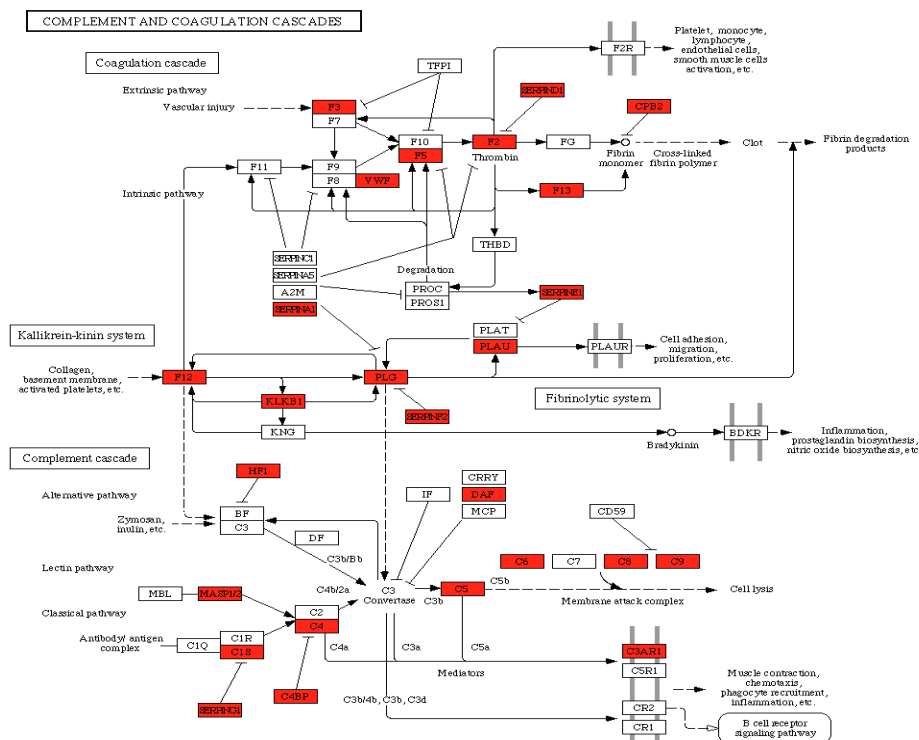 COMPLEMENT AND COAGULATION CASCADES
Platelet, monocyte,
lymphocyte,
endothelial cells,
smooth muscle cells
activation, etc.
F2R
Coagulation cascade
TFPI
Extrinsic pathway
Vascular injury
F3
F7
SERPIND1
CPB2
F10
F5
F2
Thrombin
FG
Fibrin
monomer
Cross-linked
fibrin polymer
Clot
Fibrin degradation
products
F11
F9
F8
VWF
F13
Intrinsic pathway
THBD
SERPINC1
SERPINA5
A2M
SERPINA1
Degradation
PROC
PROS1
SERPINE1
Kallikrein-kinin system
PLAT
PLAU
PLAUR
Cell adhesion,
migration,
proliferation, etc.
Collagen,
basement membrane,
activated platelets, etc.
F12
PLG
KLKB1
SERPINF2
Fibrinolytic system
KNG
Bradykinin
BDKR
Inflammation,
prostaglandin biosynthesis,
nitric oxide biosynthesis, etc
Complement cascade
HF1
Alternative pathway
Zymosan,
inulin, etc.
BF
C3
DF
C3b/Bb
IF
CRRY
DAF
MCP
CD59
C6
C7
C8
C9
Lectin pathway
MBL
MASP1/2
C4b/2a
C3
Convertase
C3b
C5
C5b
Membrane attack complex
Cell lysis
Classical pathway
C2
C4
Antibody/ antigen
complex
C1Q
C1R
C1S
C4a
C3a
C5a
Mediators
C3AR1
C5R1
SERPING1
C4BP
C3b/4b, C3b, C3d
CR2
CR1
Muscle contraction,
chemotaxis,
phagocyte recruitment,
inflammation, etc.
B cell receptor
signaling pathway